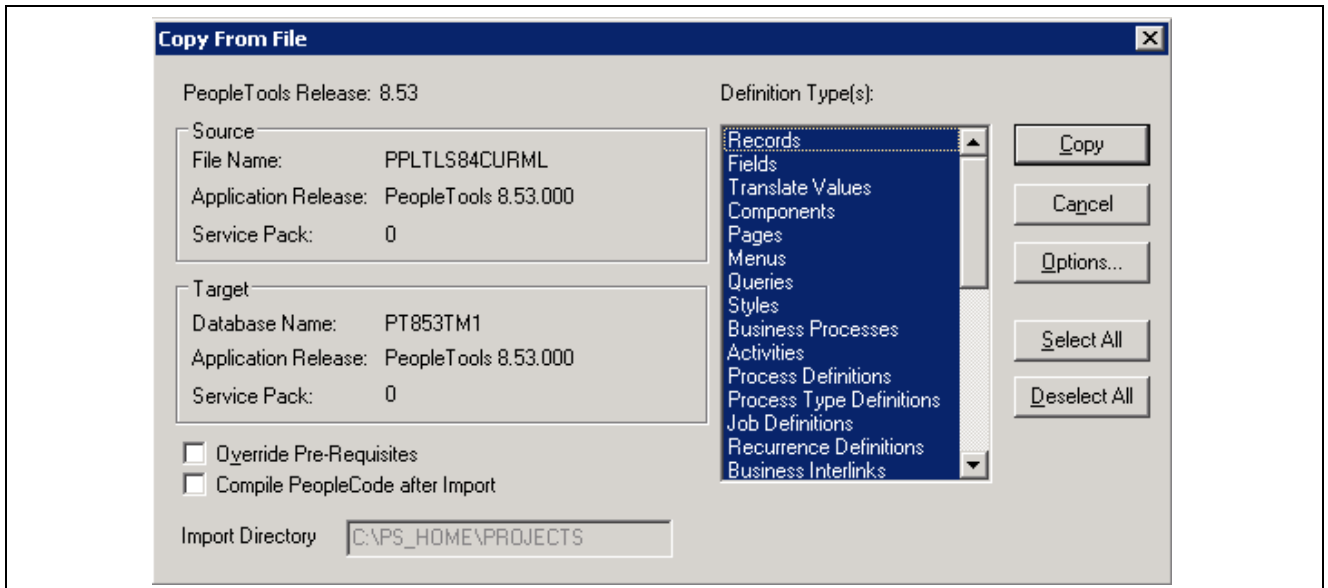 Copy From File
PeopleTools Release: 8.53
Source
File Name: PPLTLS84CURML
Application Release: PeopleTools 8.53.000
Service Pack: 0
Target
Database Name: PT853TM1
Application Release: PeopleTools 8.53.000
Service Pack: 0
Override Pre-Requisites
Compile PeopleCode after Import
Import Directory C:\PS_HOME\PROJECTS
Definition Type(s):
Records
Fields
Translate Values
Components
Pages
Menus
Queries
Styles
Business Processes
Activities
Process Definitions
Process Type Definitions
Job Definitions
Recurrence Definitions
Business Interlinks
Copy
Cancel
Options...
Select All
Deselect All